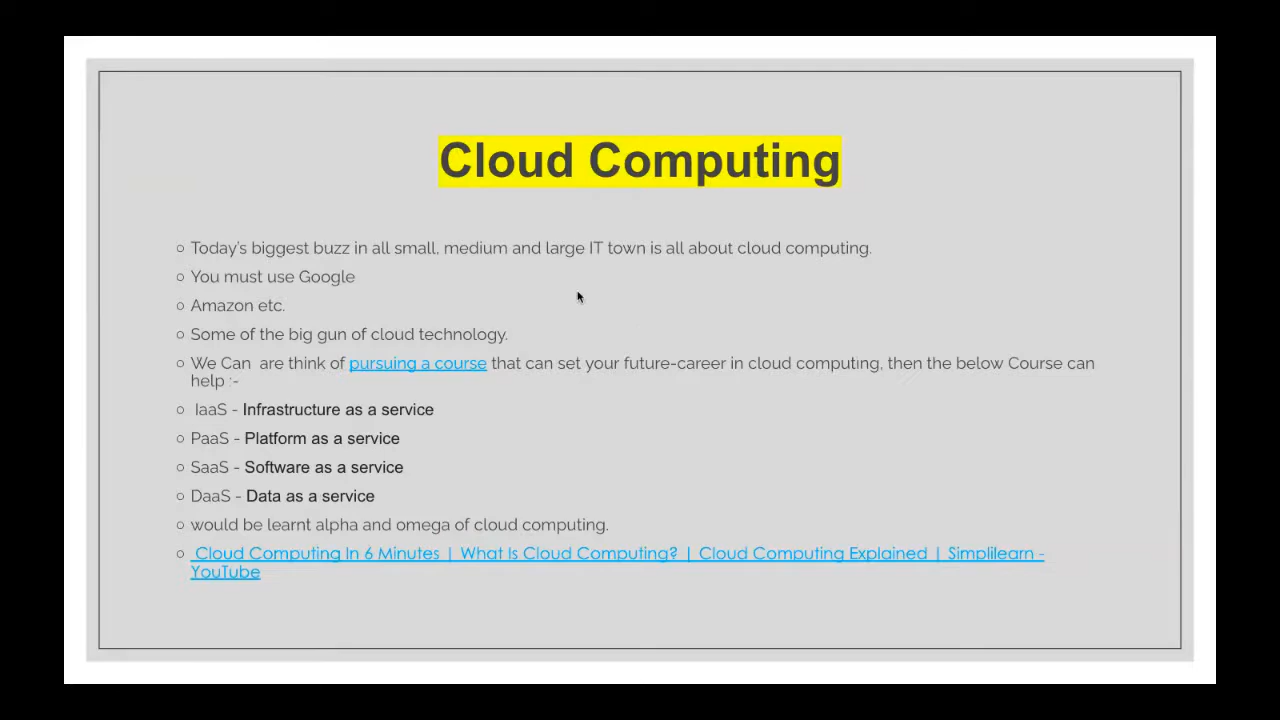 Cloud Computing
○ Today's biggest buzz in all small, medium and large IT town is all about cloud computing.
○ You must use Google
○ Amazon etc.
○ Some of the big gun of cloud technology.
○ We Can are think of pursuing a course that can set your future-career in cloud computing, then the below Course can
help :-
○ IaaS - Infrastructure as a service
○ PaaS - Platform as a service
○ SaaS - Software as a service
○ DaaS - Data as a service
○ would be learnt alpha and omega of cloud computing.
○ Cloud Computing In 6 Minutes | What Is Cloud Computing? | Cloud Computing Explained | Simplilearn -
YouTube